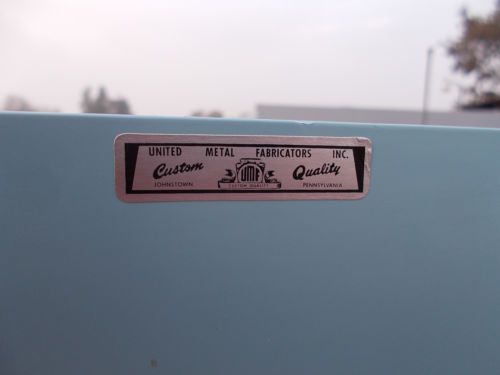 UNITED METAL FABRICATORS INC.
Custom UMF Quality
CUSTOM QUALITY
JOHNSTOWN PENNSYLVANIA